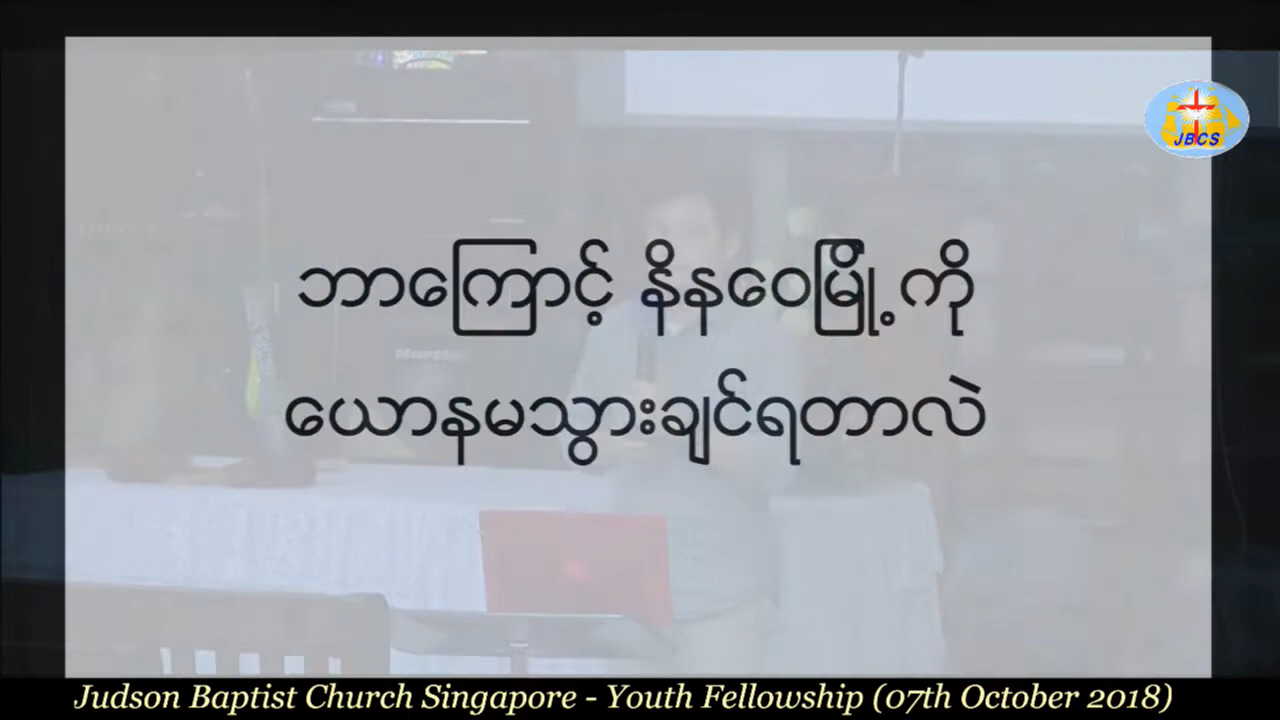 JBCS
ဘာကြောင့် နိနဝေမြို့ကို
ယောနမသွားချင်ရတာလဲ
Judson Baptist Church Singapore - Youth Fellowship (07th October 2018)